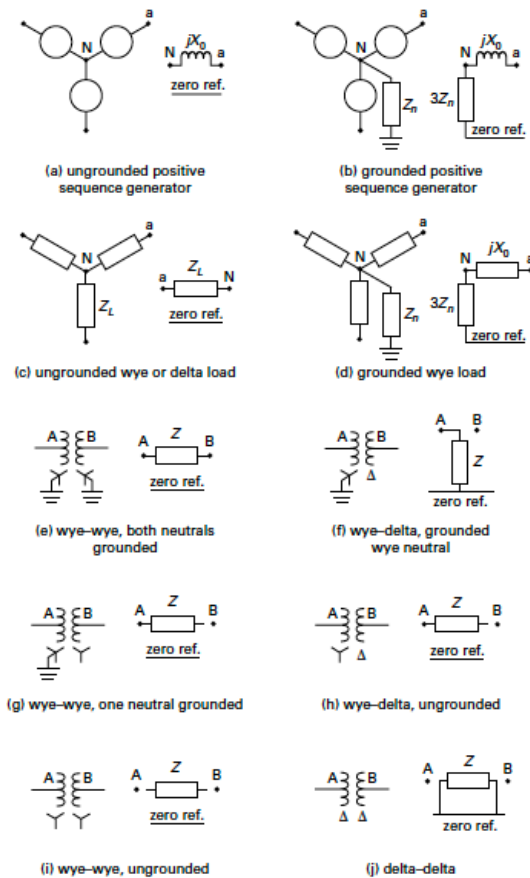 a
N
N
jX0
a
zero ref.
(a) ungrounded positive
sequence generator
a
N
Zn
N
jX0
a
3Zn
zero ref.
(b) grounded positive
sequence generator
a
N
ZL
a
ZL
N
zero ref.
(c) ungrounded wye or delta load
a
N
Zn
N
jX0
a
3Zn
zero ref.
(d) grounded wye load
A
B
A
Z
B
zero ref.
(e) wye–wye, both neutrals
grounded
A
B
Δ
A
B
Z
zero ref.
(f) wye–delta, grounded
wye neutral
A
B
A
Z
B
zero ref.
(g) wye–wye, one neutral grounded
A
B
Δ
A
Z
B
zero ref.
(h) wye–delta, ungrounded
A
B
A
Z
B
zero ref.
(i) wye–wye, ungrounded
A
B
Δ Δ
A
Z
B
zero ref.
(j) delta–delta